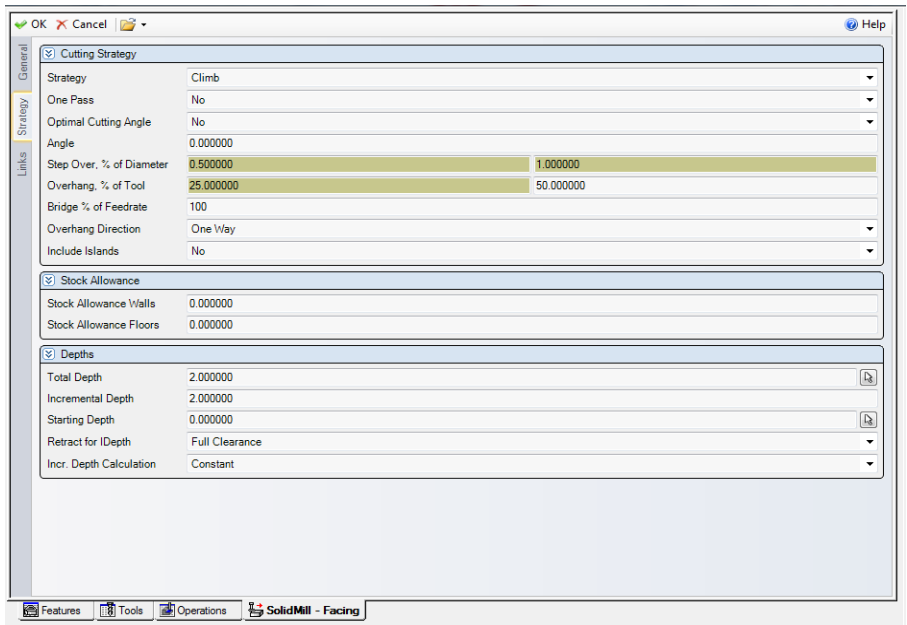 OK Cancel Help
General
Strategy
Links
Cutting Strategy
Strategy Climb
One Pass No
Optimal Cutting Angle No
Angle 0.000000
Step Over, % of Diameter 0.500000 1.000000
Overhang, % of Tool 25.000000 50.000000
Bridge % of Feedrate 100
Overhang Direction One Way
Include Islands No
Stock Allowance
Stock Allowance Walls 0.000000
Stock Allowance Floors 0.000000
Depths
Total Depth 2.000000
Incremental Depth 2.000000
Starting Depth 0.000000
Retract for IDepth Full Clearance
Incr. Depth Calculation Constant
Features Tools Operations SolidMill - Facing